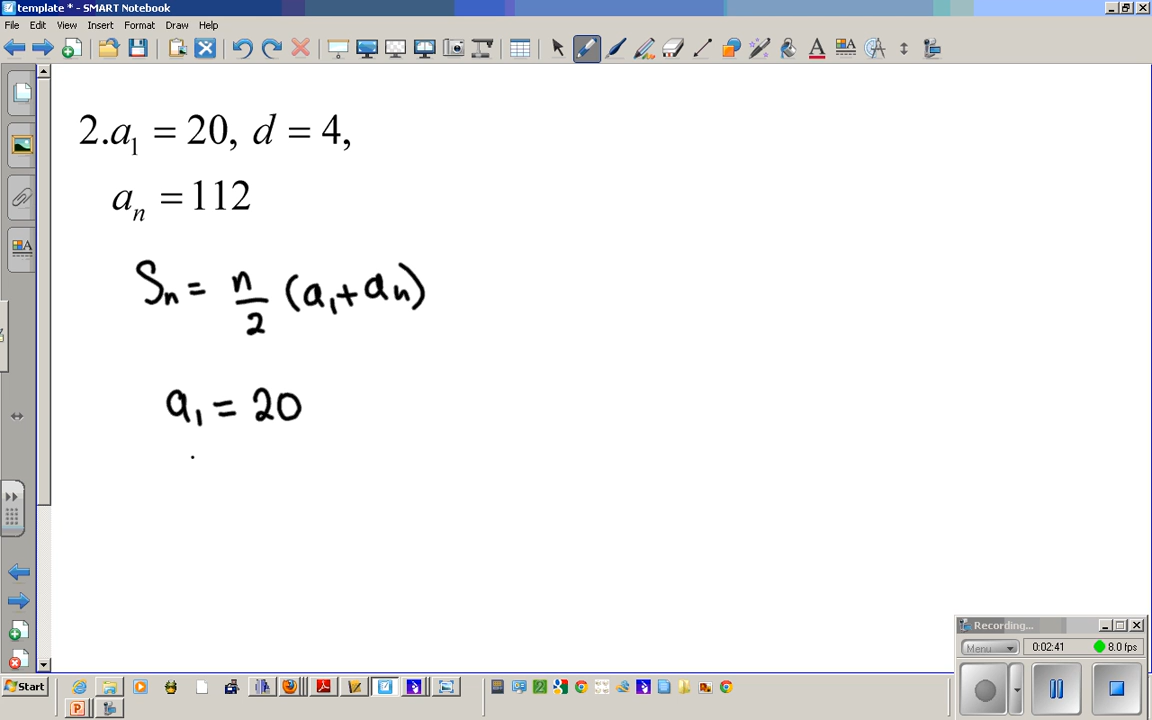 template * - SMART Notebook
File Edit View Insert Format Draw Help
2. a₁ = 20, d = 4,
aₙ = 112
Sₙ = n/2 (a₁ + aₙ)
a₁ = 20
Recording...
Menu 0:02:41 8.0 fps
Start